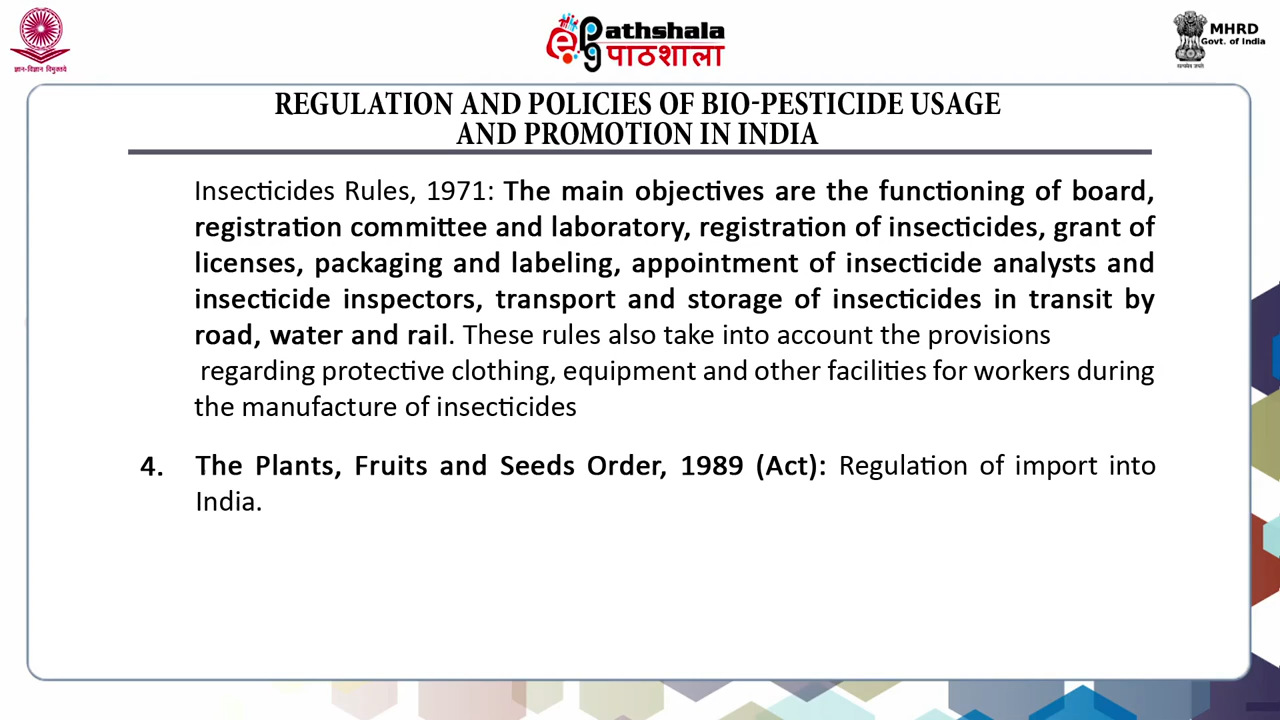 ज्ञान-विज्ञान विमुक्तये
epg Pathshala
पाठशाला
MHRD
Govt. of India
सत्यमेव जयते
REGULATION AND POLICIES OF BIO-PESTICIDE USAGE
AND PROMOTION IN INDIA
Insecticides Rules, 1971: The main objectives are the functioning of board,
registration committee and laboratory, registration of insecticides, grant of
licenses, packaging and labeling, appointment of insecticide analysts and
insecticide inspectors, transport and storage of insecticides in transit by
road, water and rail. These rules also take into account the provisions
regarding protective clothing, equipment and other facilities for workers during
the manufacture of insecticides
4. The Plants, Fruits and Seeds Order, 1989 (Act): Regulation of import into
India.